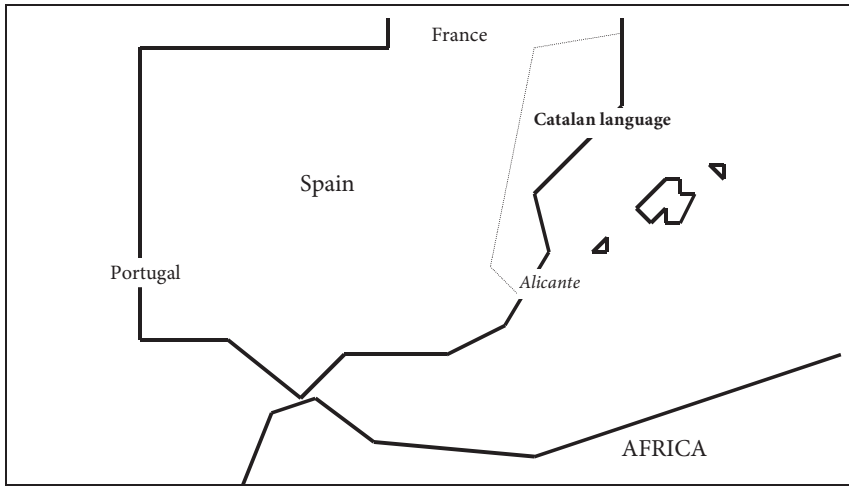 France
Catalan language
Spain
Portugal
Alicante
AFRICA